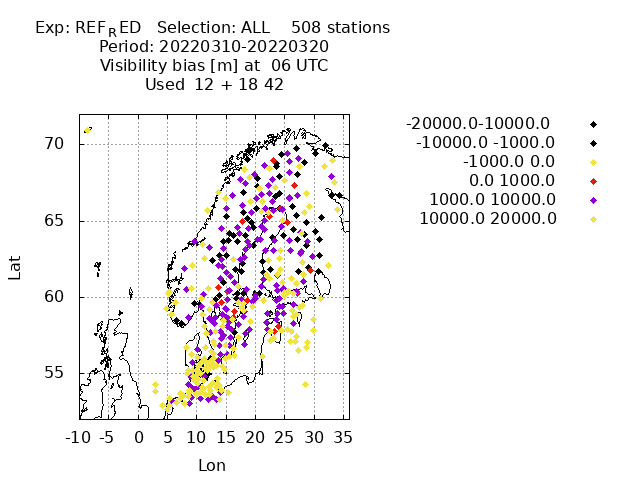 Exp: REFRED Selection: ALL 508 stations
Period: 20220310-20220320
Visibility bias [m] at 06 UTC
Used 12 + 18 42
-20000.0-10000.0
-10000.0 -1000.0
-1000.0 0.0
0.0 1000.0
1000.0 10000.0
10000.0 20000.0
70
65
60
55
Lat
-10 -5 0 5 10 15 20 25 30 35
Lon